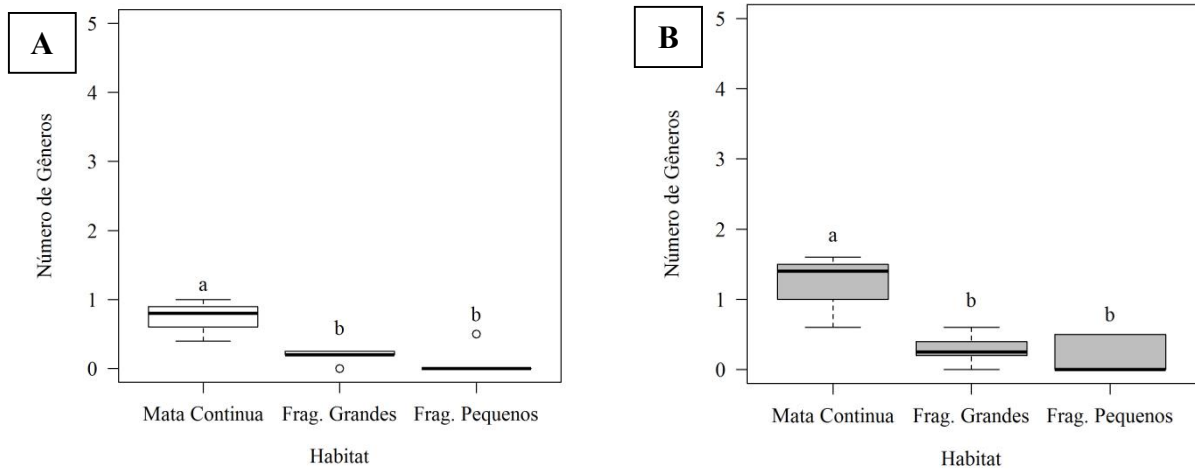 A
5
4
3
2
1
0
Número de Gêneros
a
b
b
Mata Continua Frag. Grandes Frag. Pequenos
Habitat
B
5
4
3
2
1
0
Número de Gêneros
a
b
b
Mata Continua Frag. Grandes Frag. Pequenos
Habitat